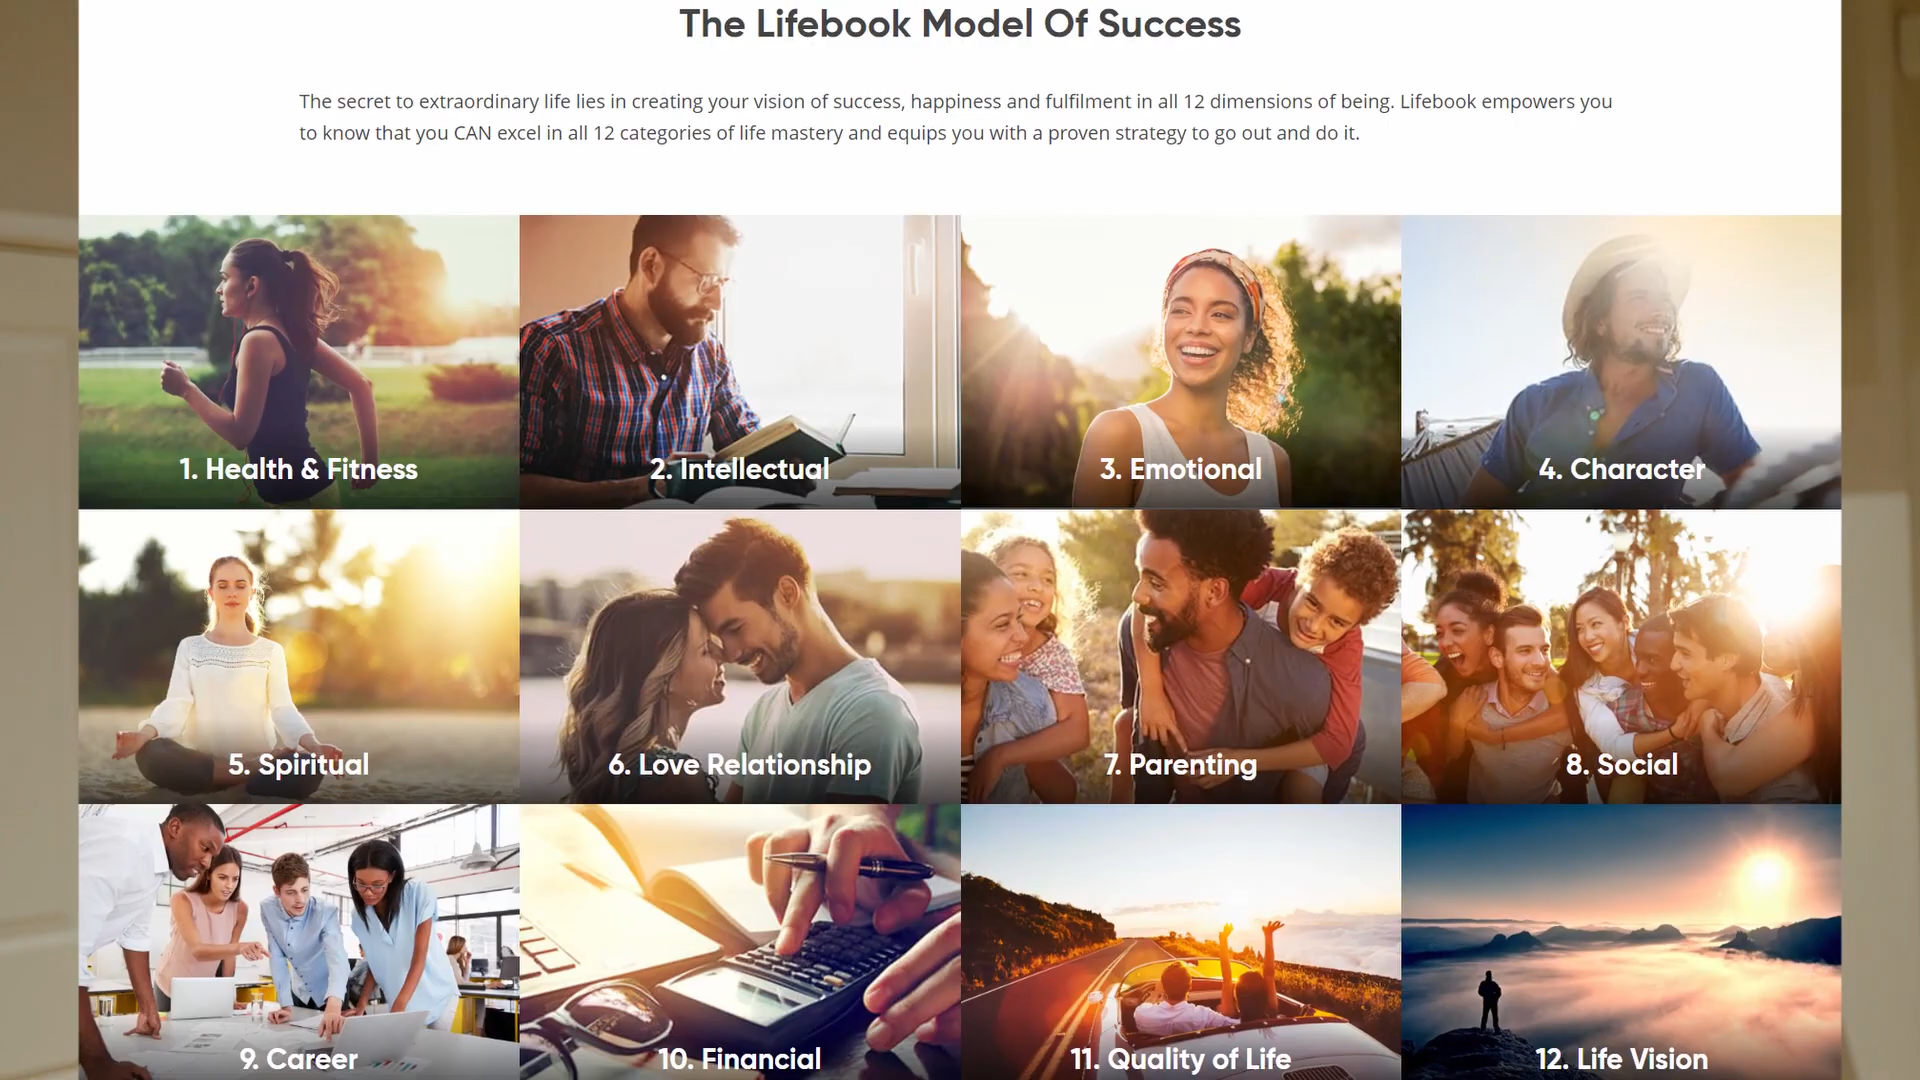 The Lifebook Model Of Success
The secret to extraordinary life lies in creating your vision of success, happiness and fulfilment in all 12 dimensions of being. Lifebook empowers you
to know that you CAN excel in all 12 categories of life mastery and equips you with a proven strategy to go out and do it.
1. Health & Fitness
2. Intellectual
3. Emotional
4. Character
5. Spiritual
6. Love Relationship
7. Parenting
8. Social
9. Career
10. Financial
11. Quality of Life
12. Life Vision